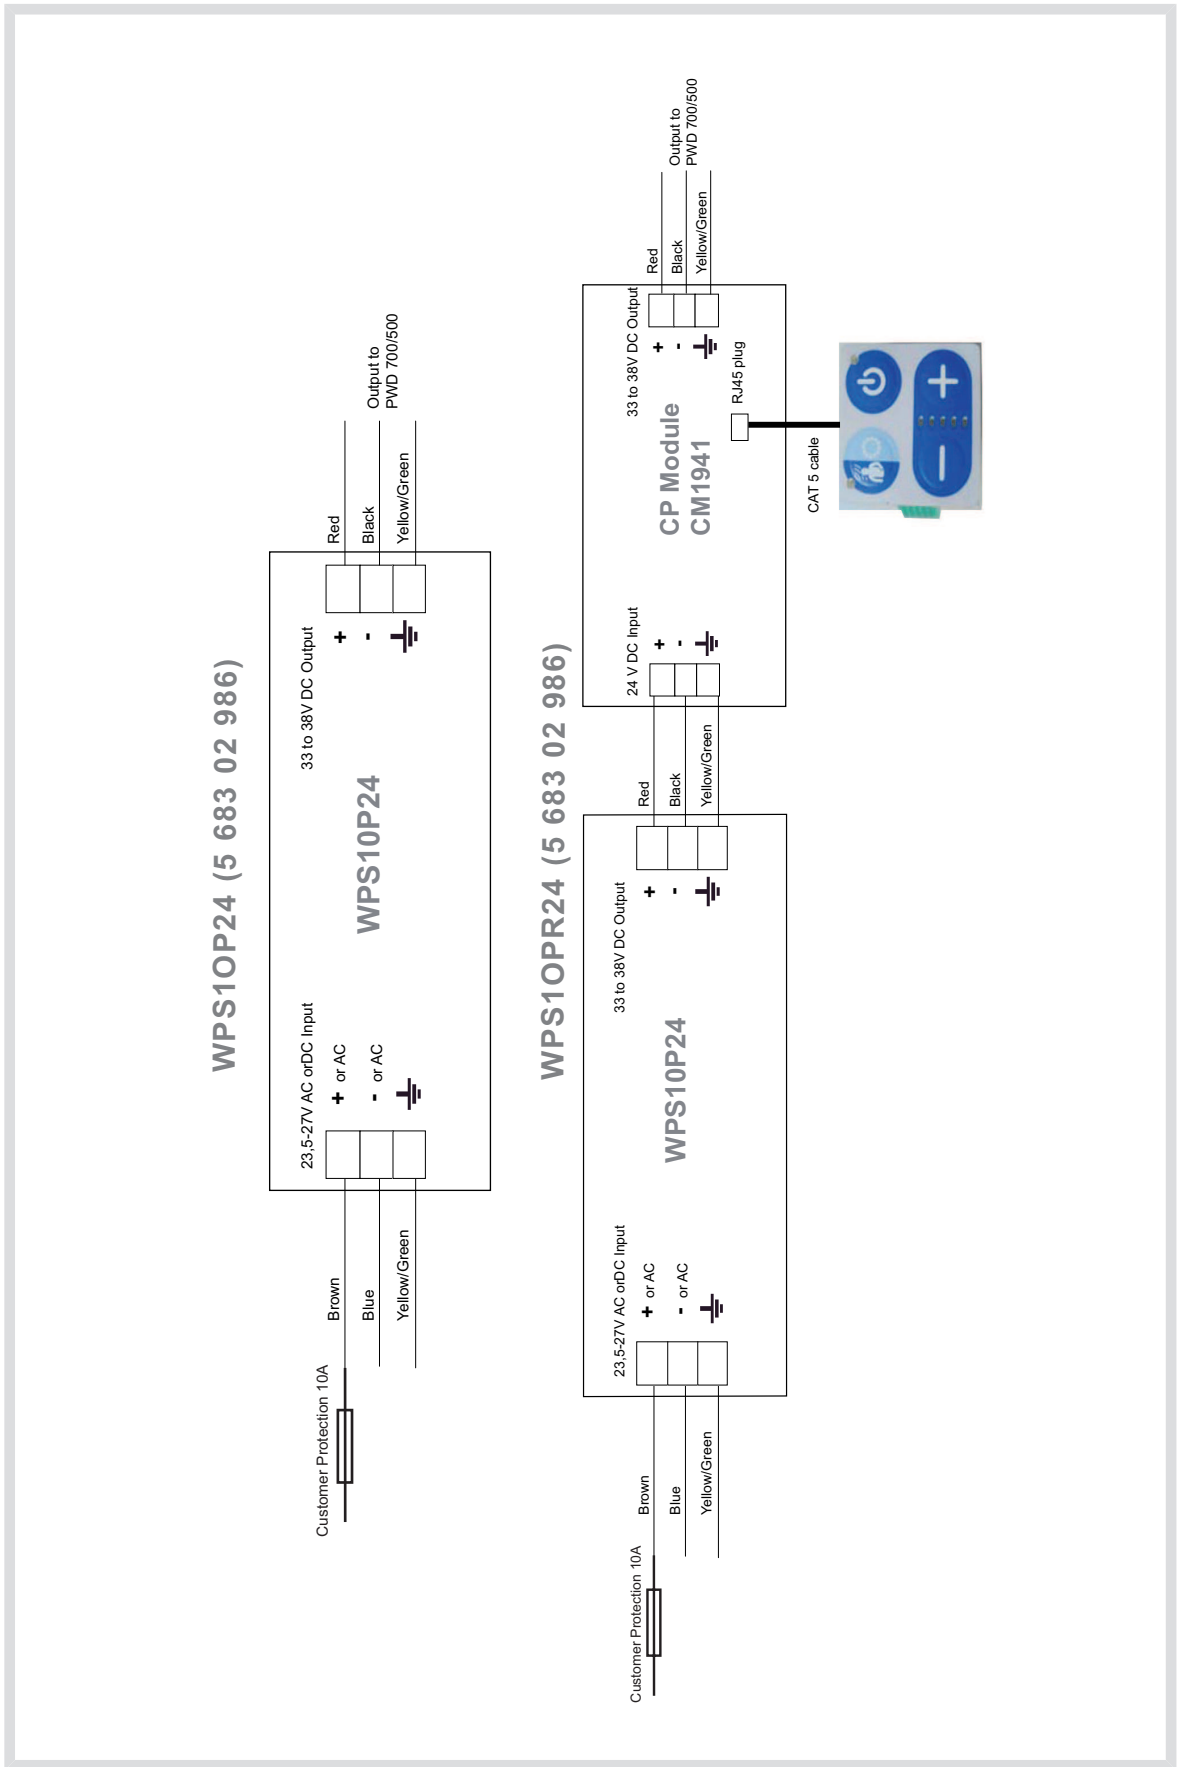 WPS1OP24 (5 683 02 986)
Customer Protection 10A
Brown
Blue
Yellow/Green
23,5-27V AC orDC Input
+ or AC
- or AC
WPS10P24
33 to 38V DC Output
+
-
Red
Black
Yellow/Green
Output to
PWD 700/500
WPS1OPR24 (5 683 02 986)
Customer Protection 10A
Brown
Blue
Yellow/Green
23,5-27V AC orDC Input
+ or AC
- or AC
WPS10P24
33 to 38V DC Output
+
-
Red
Black
Yellow/Green
24 V DC Input
+
-
CP Module
CM1941
33 to 38V DC Output
+
-
Red
Black
Yellow/Green
Output to
PWD 700/500
RJ45 plug
CAT 5 cable